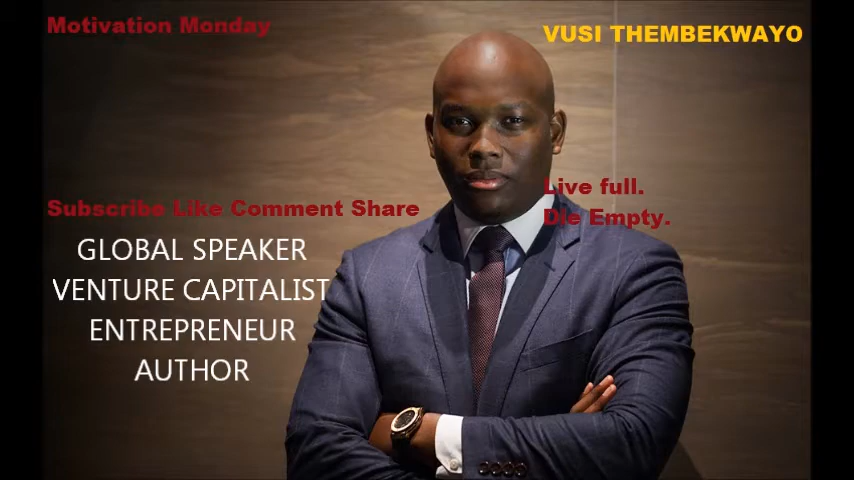 Motivation Monday
VUSI THEMBEKWAYO
Live full.
Die Empty.
Subscribe Like Comment Share
GLOBAL SPEAKER
VENTURE CAPITALIST
ENTREPRENEUR
AUTHOR